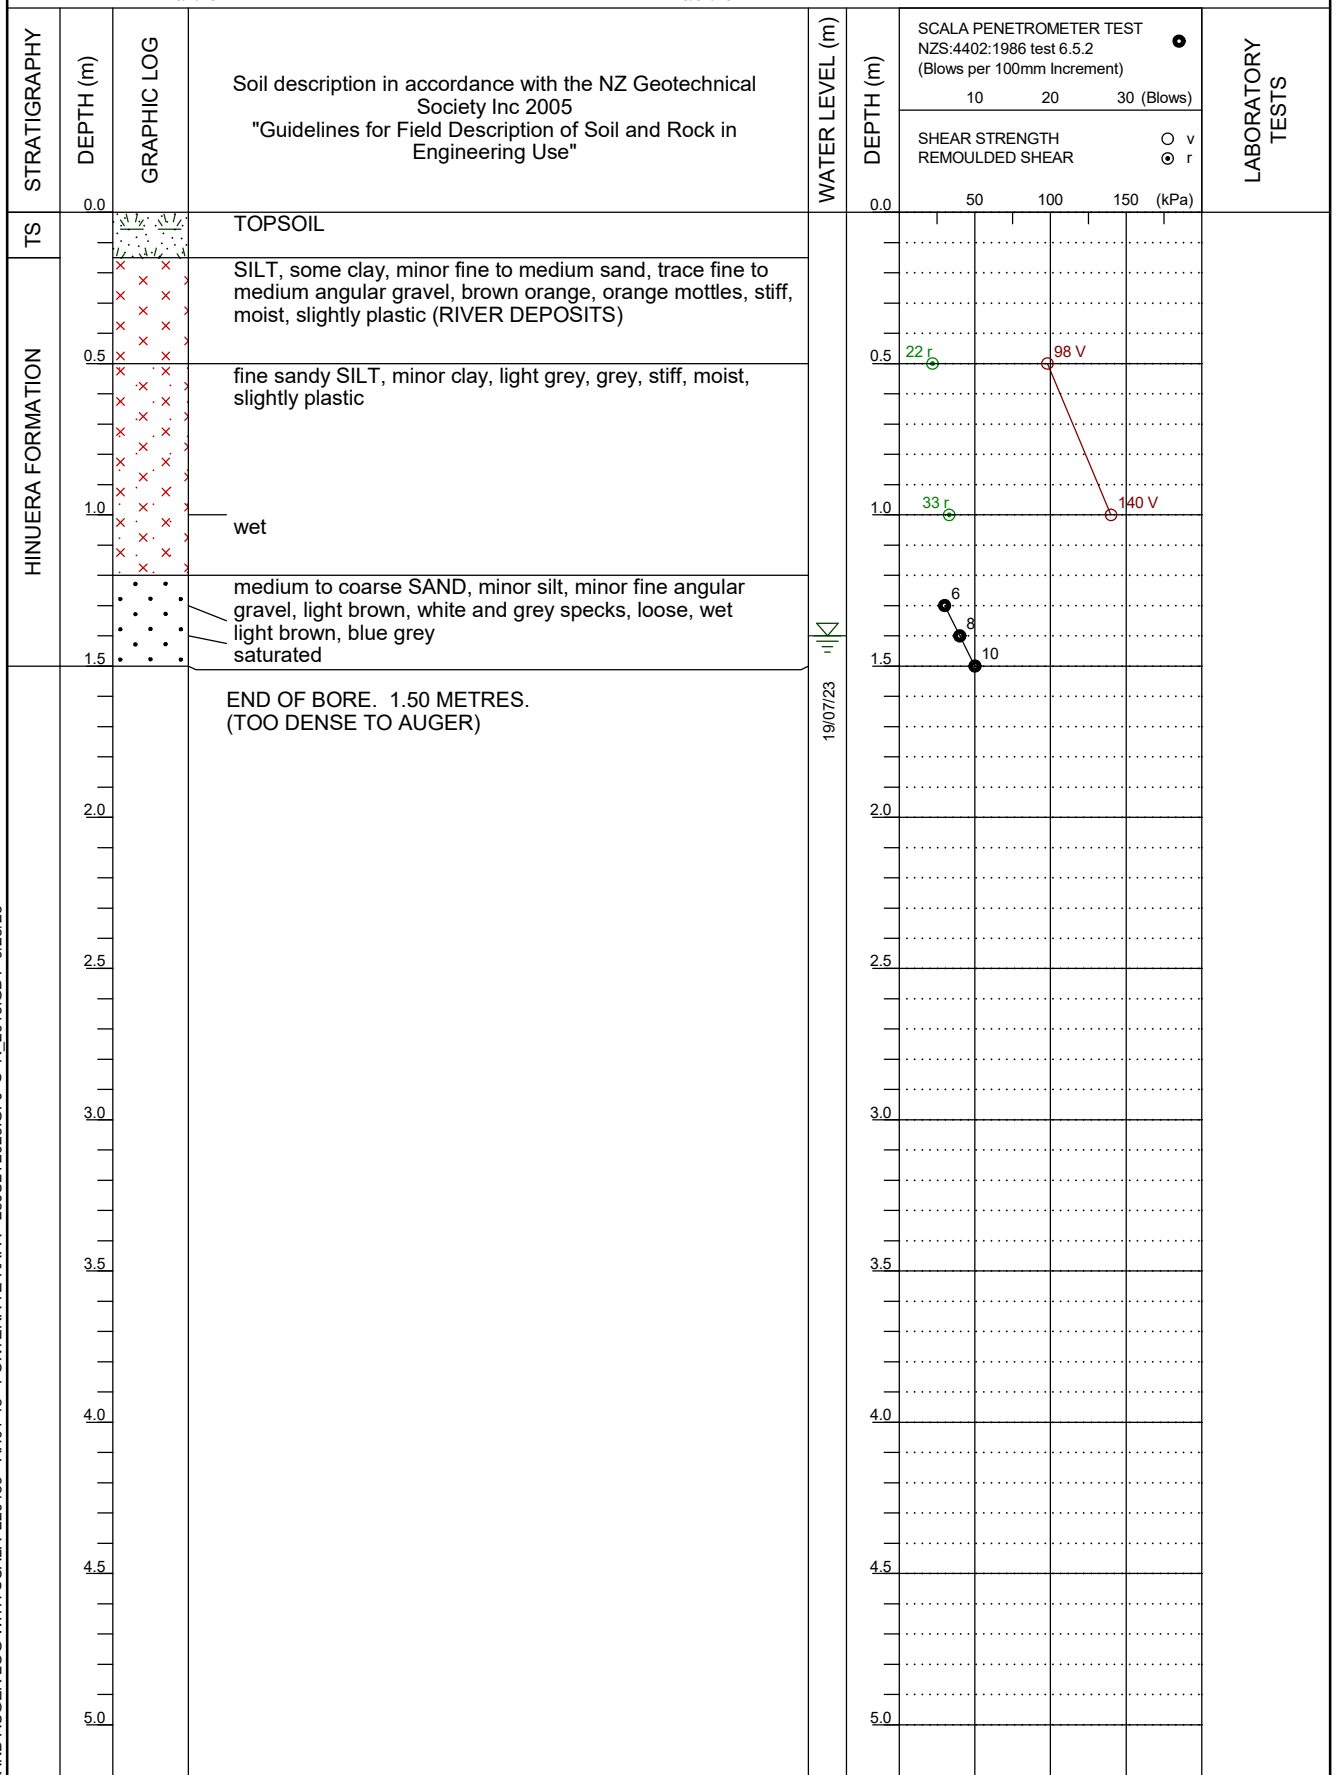 STRATIGRAPHY
DEPTH (m)
GRAPHIC LOG
Soil description in accordance with the NZ Geotechnical
Society Inc 2005
"Guidelines for Field Description of Soil and Rock in
Engineering Use"
WATER LEVEL (m)
DEPTH (m)
SCALA PENETROMETER TEST
NZS:4402:1986 test 6.5.2
(Blows per 100mm Increment)
10 20 30 (Blows)
SHEAR STRENGTH v
REMOULDED SHEAR r
50 100 150 (kPa)
LABORATORY
TESTS
0.0 0.0
TS
TOPSOIL
HINUERA FORMATION
SILT, some clay, minor fine to medium sand, trace fine to
medium angular gravel, brown orange, orange mottles, stiff,
moist, slightly plastic (RIVER DEPOSITS)
0.5 0.5 22 r 98 V
fine sandy SILT, minor clay, light grey, grey, stiff, moist,
slightly plastic
1.0 1.0 33 r 140 V
wet
medium to coarse SAND, minor silt, minor fine angular
gravel, light brown, white and grey specks, loose, wet
light brown, blue grey
saturated
6
8
10
1.5 1.5
END OF BORE. 1.50 METRES.
(TOO DENSE TO AUGER)
19/07/23
2.0 2.0
2.5 2.5
3.0 3.0
3.5 3.5
4.0 4.0
4.5 4.5
5.0 5.0